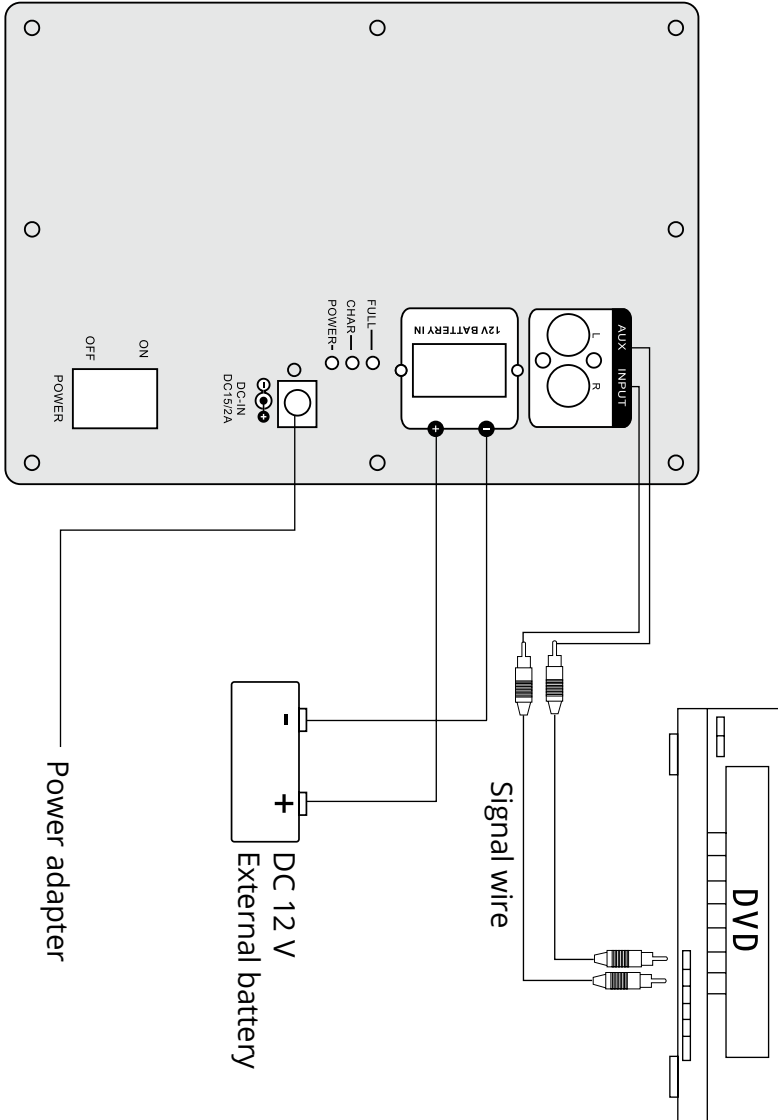 AUX INPUT
L
R
12V BATTERY IN
-
+
FULL
CHAR
POWER
DC-IN
DC15/2A
- +
ON
OFF
POWER
DVD
Signal wire
- +
DC 12 V
External battery
Power adapter